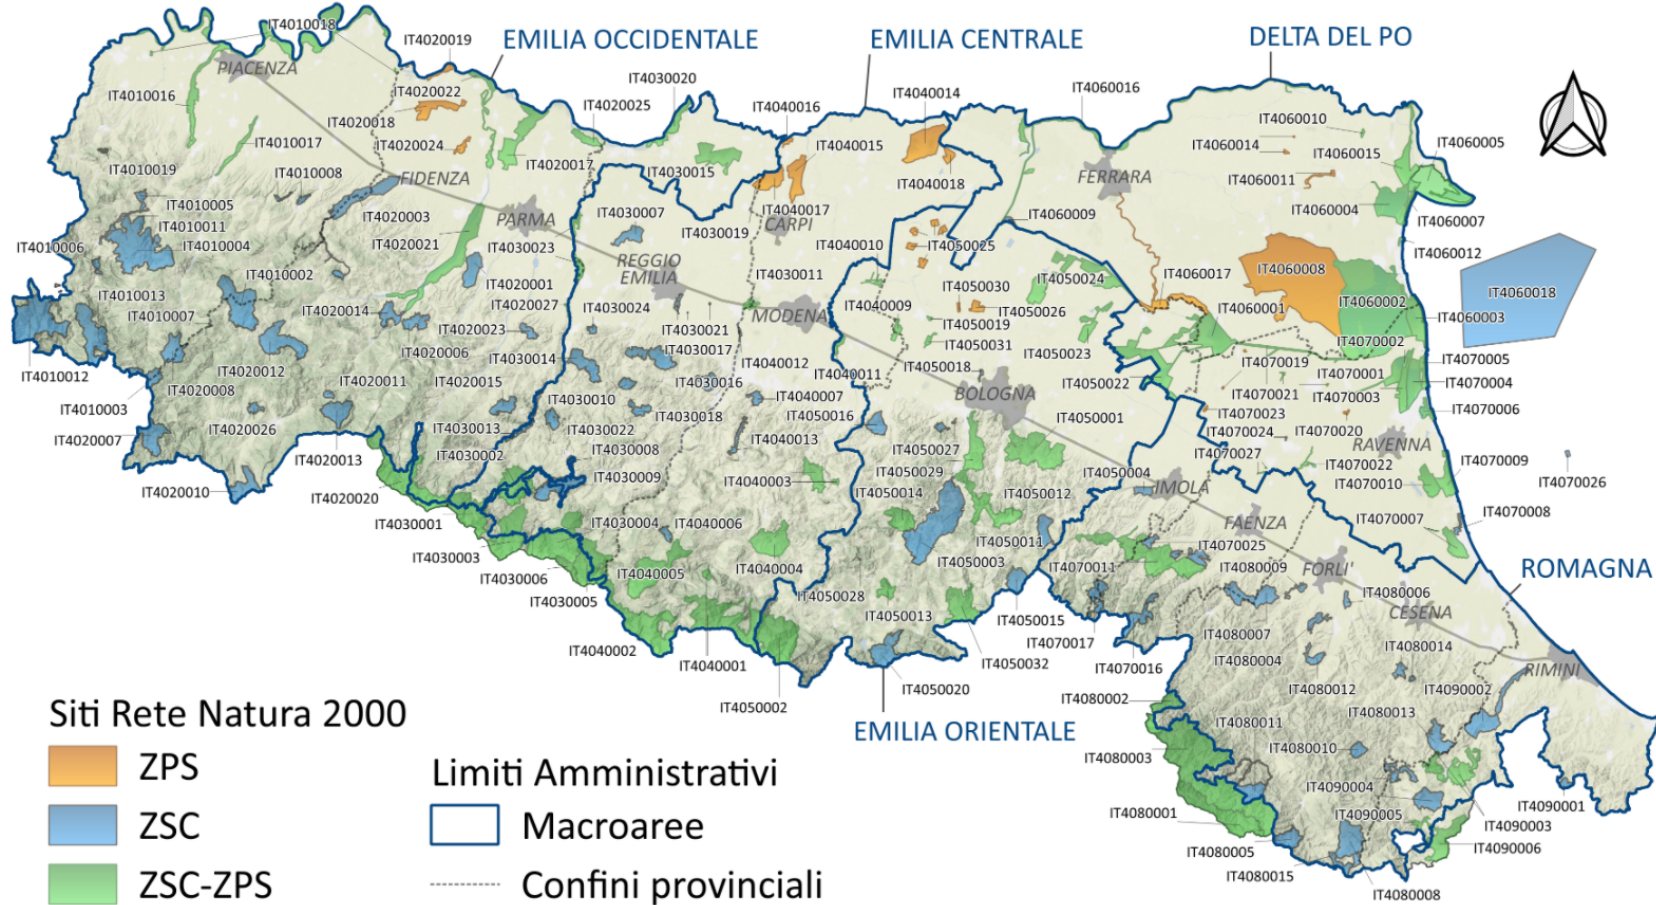 IT4010018
IT4020019
EMILIA OCCIDENTALE
EMILIA CENTRALE
DELTA DEL PO
PIACENZA
IT4030020
IT4010016
IT4020022
IT4020025
IT4040016
IT4040014
IT4060016
IT4020018
IT4060010
IT4010017
IT4020024
IT4040015
IT4060014
IT4060015
IT4060005
IT4010019
IT4010008
IT4020017
IT4030015
FIDENZA
IT4040018
FERRARA
IT4060011
IT4010005
IT4020003
PARMA
IT4030007
IT4040017
IT4060009
IT4060004
IT4060007
IT4010011
IT4030019
CARPI
IT4010006
IT4010004
IT4020021
IT4030023
IT4040010
IT4050025
IT4060012
REGGIO
EMILIA
IT4010002
IT4030011
IT4050024
IT4060017
IT4060008
IT4020001
IT4050030
IT4060018
IT4010013
IT4040009
IT4060002
IT4020027
IT4030024
IT4060001
IT4010007
IT4020014
MODENA
IT4050026
IT4060003
IT4020023
IT4030021
IT4050019
IT4070002
IT4020006
IT4030014
IT4030017
IT4050031
IT4050023
IT4070019
IT4070005
IT4010012
IT4020012
IT4040012
IT4050018
IT4070001
IT4020011
IT4020015
IT4030016
IT4040011
IT4050022
IT4070004
IT4020008
IT4070021
IT4070003
BOLOGNA
IT4010003
IT4030010
IT4040007
IT4070006
IT4030018
IT4050016
IT4050001
IT4070023
IT4020026
IT4030013
IT4030022
IT4070024
IT4070020
IT4020007
IT4040013
RAVENNA
IT4030002
IT4030008
IT4050027
IT4070027
IT4020013
IT4070022
IT4070009
IT4030009
IT4050029
IT4050004
IT4040003
IMOLA
IT4070010
IT4070026
IT4020010
IT4020020
IT4050014
IT4050012
IT4070008
IT4030001
IT4030004
IT4040006
FAENZA
IT4070007
IT4050011
IT4070025
IT4030003
IT4050003
IT4070011
IT4080009
FORLI'
ROMAGNA
IT4030006
IT4040005
IT4040004
IT4030005
IT4050028
IT4080006
IT4050013
IT4050015
CESENA
IT4080007
IT4070017
IT4040002
IT4040001
IT4050032
IT4080014
IT4080004
IT4070016
RIMINI
IT4050020
IT4080012
IT4090002
IT4050002
IT4080002
EMILIA ORIENTALE
IT4080011
IT4080013
IT4080010
IT4080003
IT4090004
IT4090001
IT4080001
IT4090005
IT4090003
IT4080005
IT4090006
IT4080015
IT4080008
Siti Rete Natura 2000
ZPS
ZSC
ZSC-ZPS
Limiti Amministrativi
Macroaree
Confini provinciali